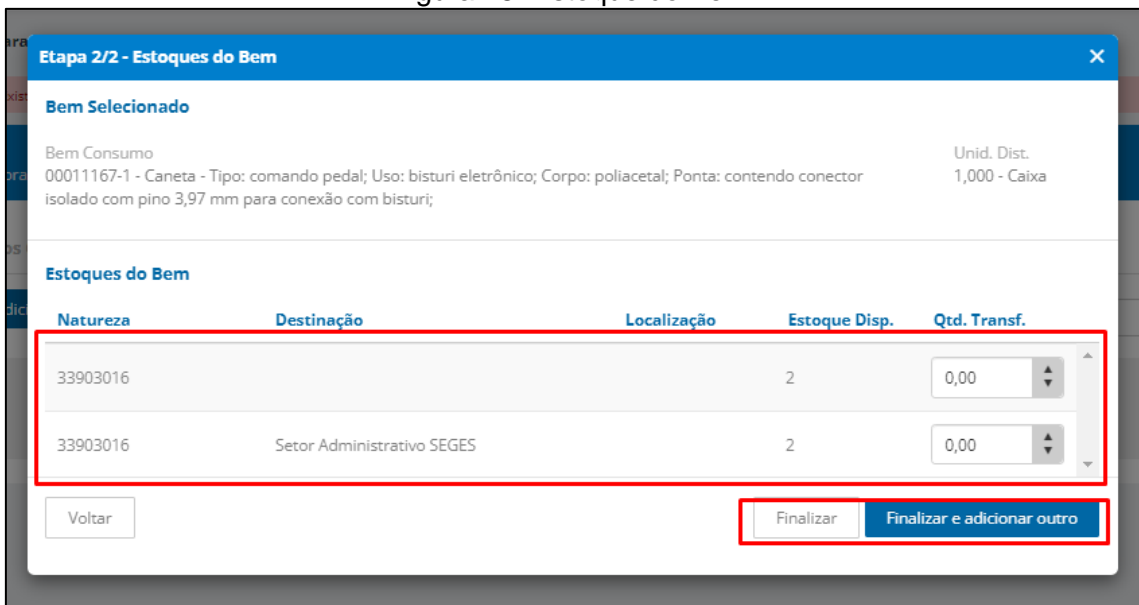 Etapa 2/2 - Estoques do Bem ×
Bem Selecionado
Bem Consumo Unid. Dist.
00011167-1 - Caneta - Tipo: comando pedal; Uso: bisturi eletrônico; Corpo: poliacetal; Ponta: contendo conector 1,000 - Caixa
isolado com pino 3,97 mm para conexão com bisturi;
Estoques do Bem
Natureza Destinação Localização Estoque Disp. Qtd. Transf.
33903016 2 0,00
33903016 Setor Administrativo SEGES 2 0,00
Voltar Finalizar Finalizar e adicionar outro